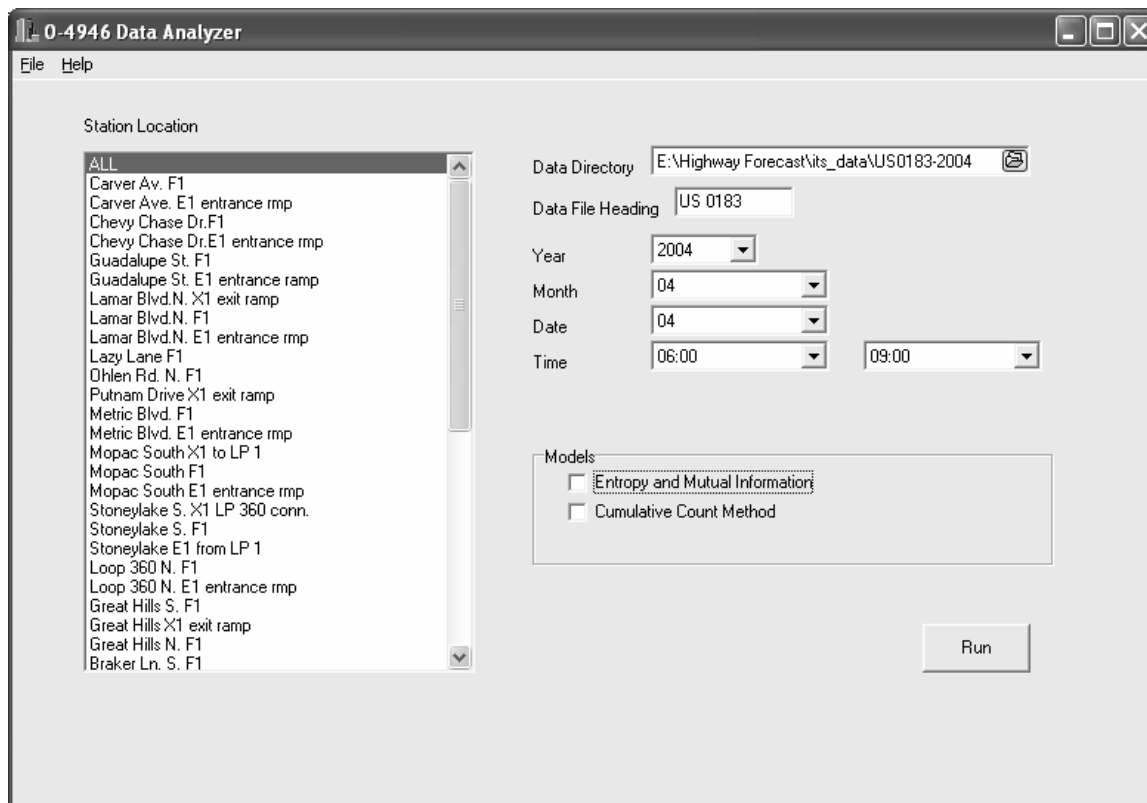 0-4946 Data Analyzer
File Help
Station Location
ALL
Carver Av. F1
Carver Ave. E1 entrance rmp
Chevy Chase Dr.F1
Chevy Chase Dr.E1 entrance rmp
Guadalupe St. F1
Guadalupe St. E1 entrance ramp
Lamar Blvd.N. X1 exit ramp
Lamar Blvd.N. F1
Lamar Blvd.N. E1 entrance rmp
Lazy Lane F1
Ohlen Rd. N. F1
Putnam Drive X1 exit ramp
Metric Blvd. F1
Metric Blvd. E1 entrance rmp
Mopac South X1 to LP 1
Mopac South F1
Mopac South E1 entrance rmp
Stoneylake S. X1 LP 360 conn.
Stoneylake S. F1
Stoneylake E1 from LP 1
Loop 360 N. F1
Loop 360 N. E1 entrance rmp
Great Hills S. F1
Great Hills X1 exit ramp
Great Hills N. F1
Braker Ln. S. F1
Data Directory E:\Highway Forecast\its_data\US0183-2004
Data File Heading US 0183
Year 2004
Month 04
Date 04
Time 06:00 09:00
Models
Entropy and Mutual Information
Cumulative Count Method
Run